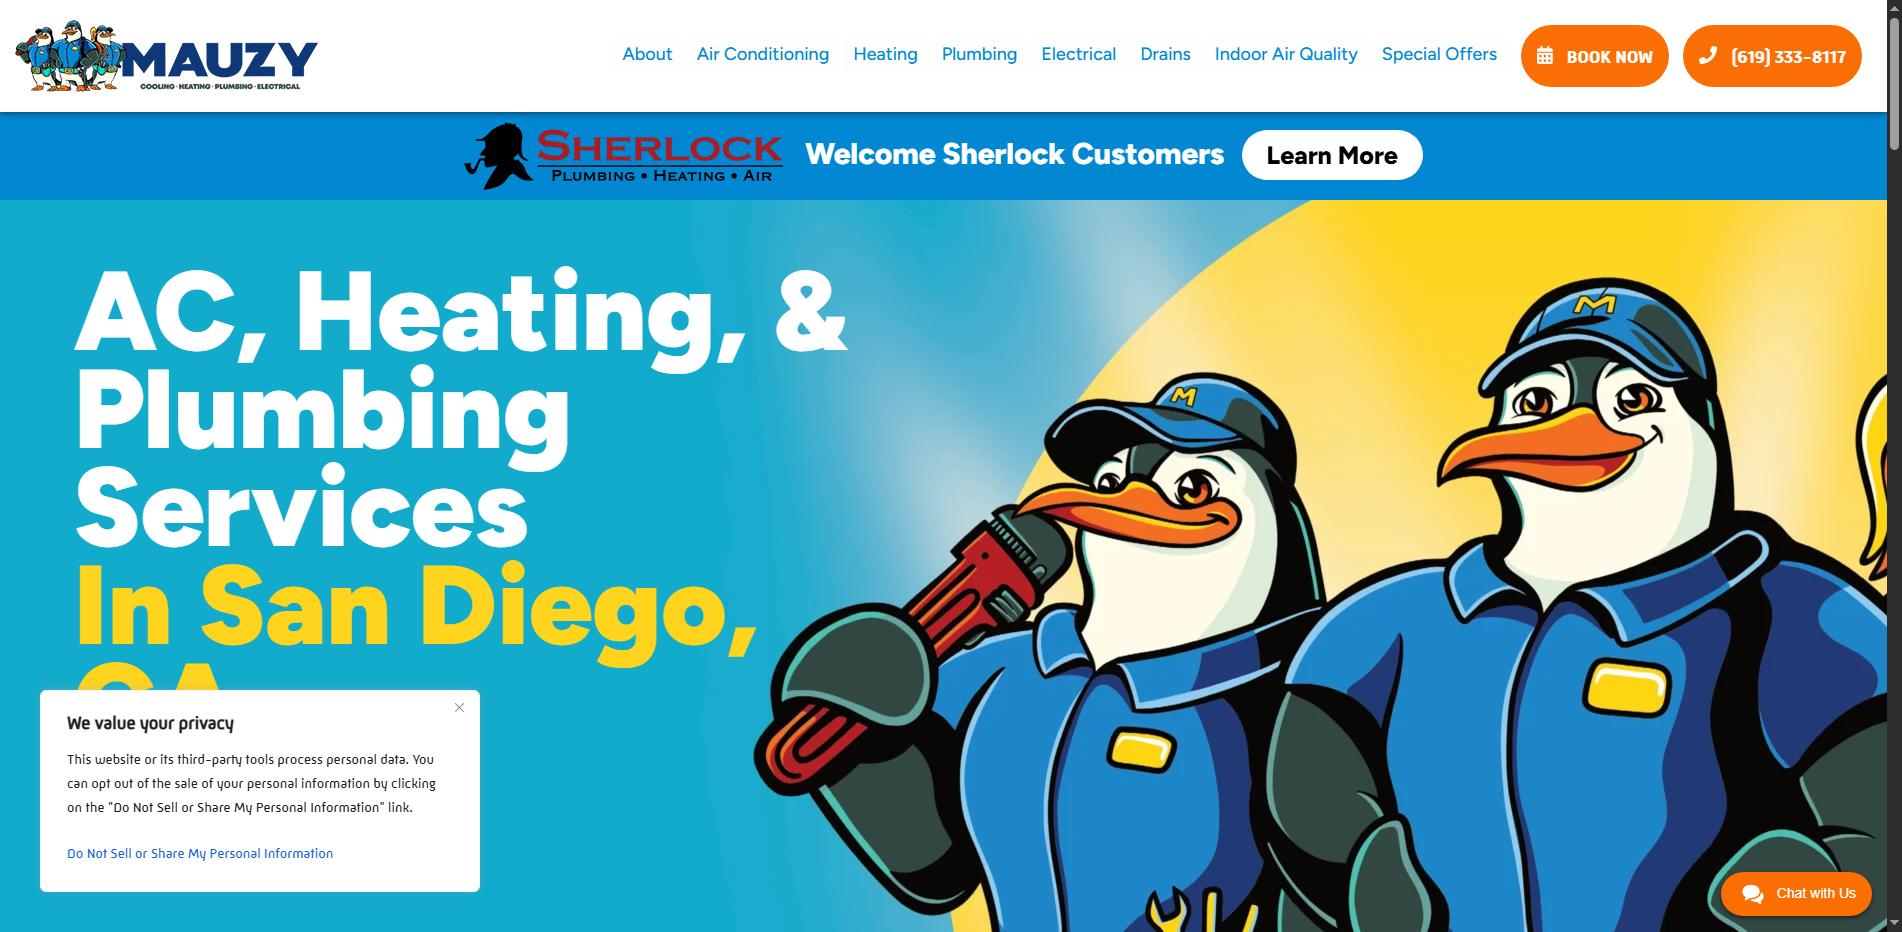 MAUZY
COOLING · HEATING · PLUMBING · ELECTRICAL
About Air Conditioning Heating Plumbing Electrical Drains Indoor Air Quality Special Offers BOOK NOW (619) 333-8117
SHERLOCK
PLUMBING • HEATING • AIR
Welcome Sherlock Customers Learn More
AC, Heating, &
Plumbing
Services
In San Diego,
CA
M
M
We value your privacy
This website or its third-party tools process personal data. You
can opt out of the sale of your personal information by clicking
on the "Do Not Sell or Share My Personal Information" link.
Do Not Sell or Share My Personal Information
Chat with Us